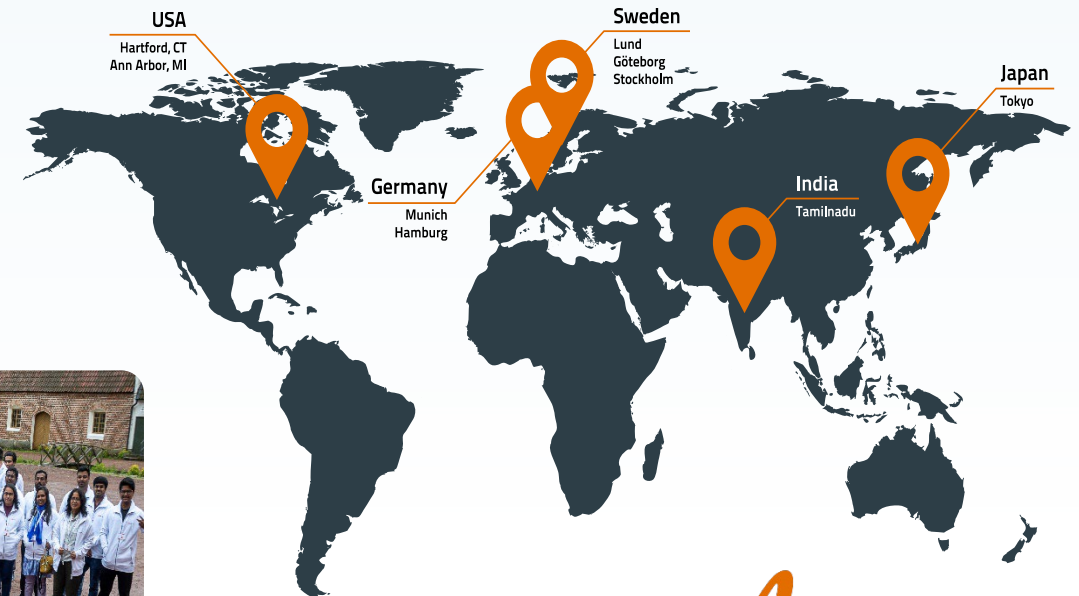 USA
Hartford, CT
Ann Arbor, MI
Sweden
Lund
Göteborg
Stockholm
Japan
Tokyo
Germany
Munich
Hamburg
India
Tamilnadu